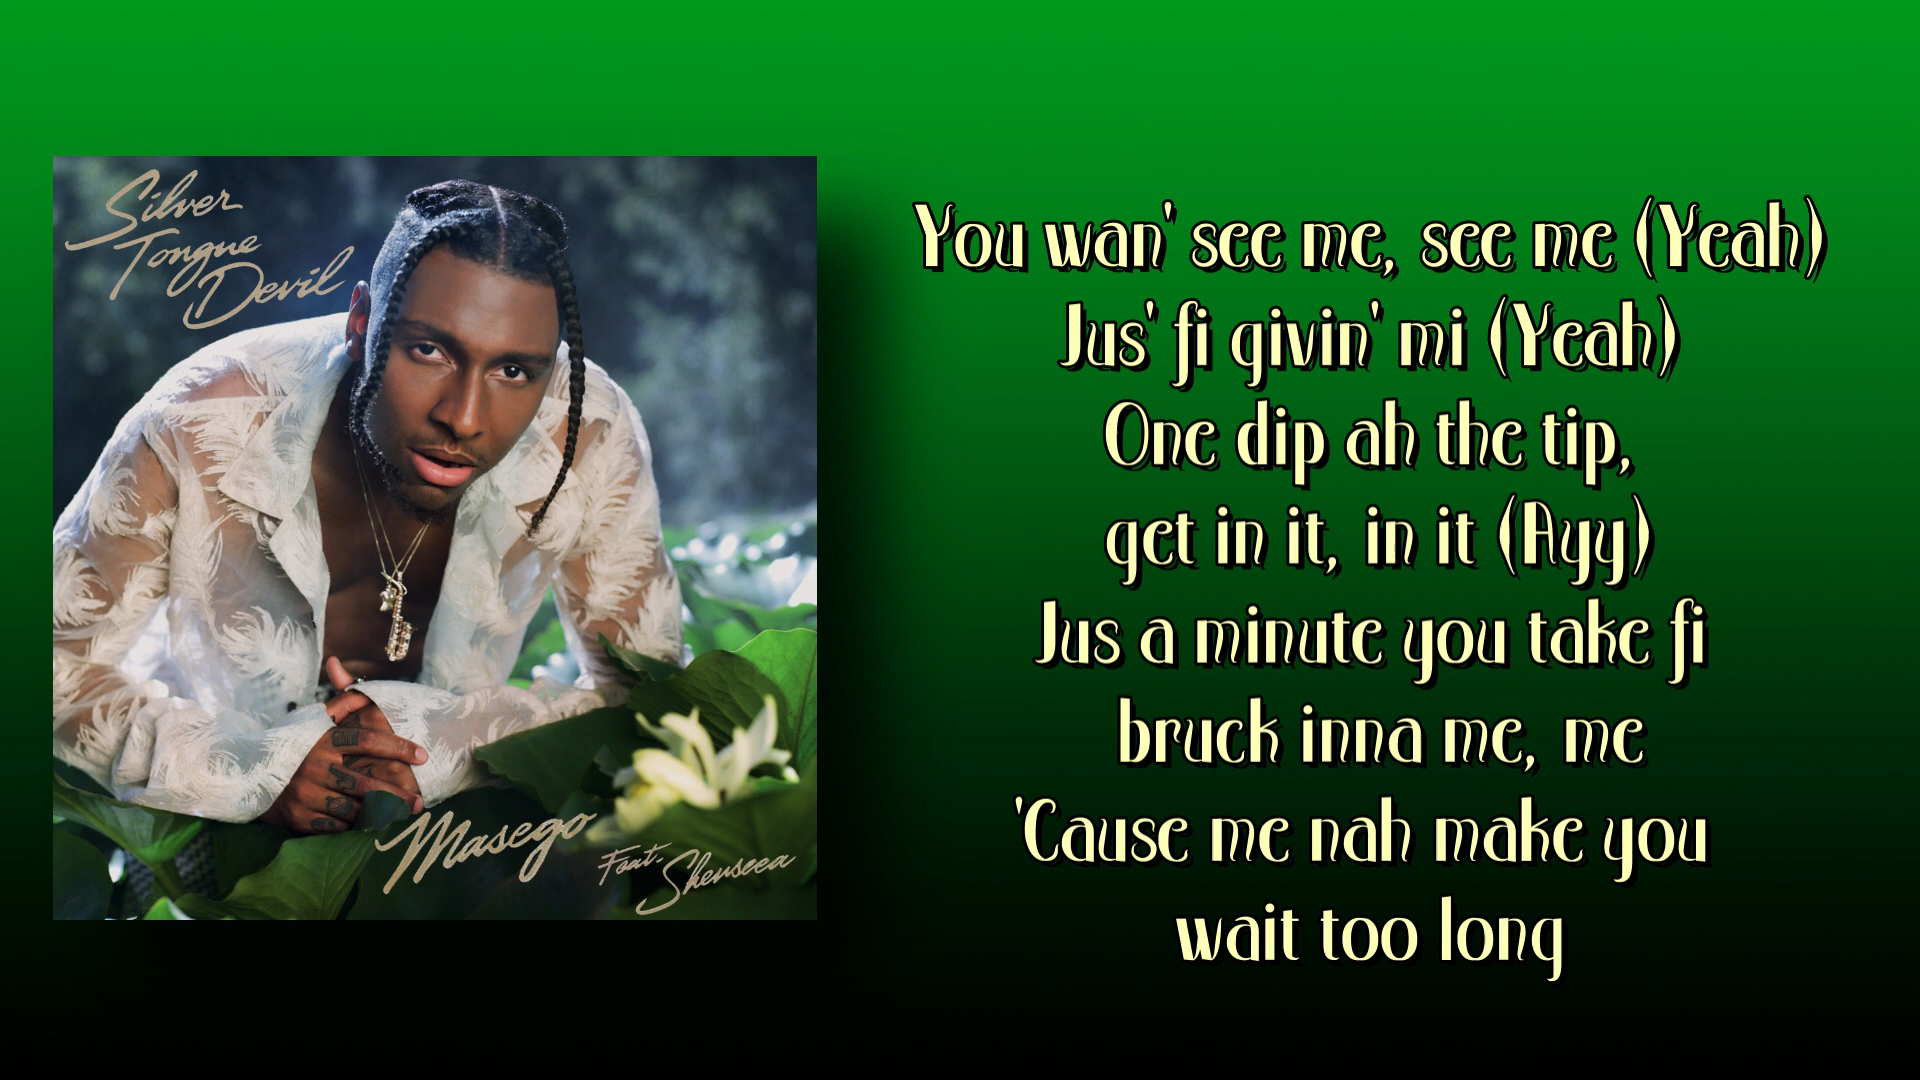 Silver
Tongue
Devil
Masego
Feat. Shenseea
You wan' see me, see me (Yeah)
Jus' fi givin' mi (Yeah)
One dip ah the tip,
get in it, in it (Ayy)
Jus a minute you take fi
bruck inna me, me
'Cause me nah make you
wait too long